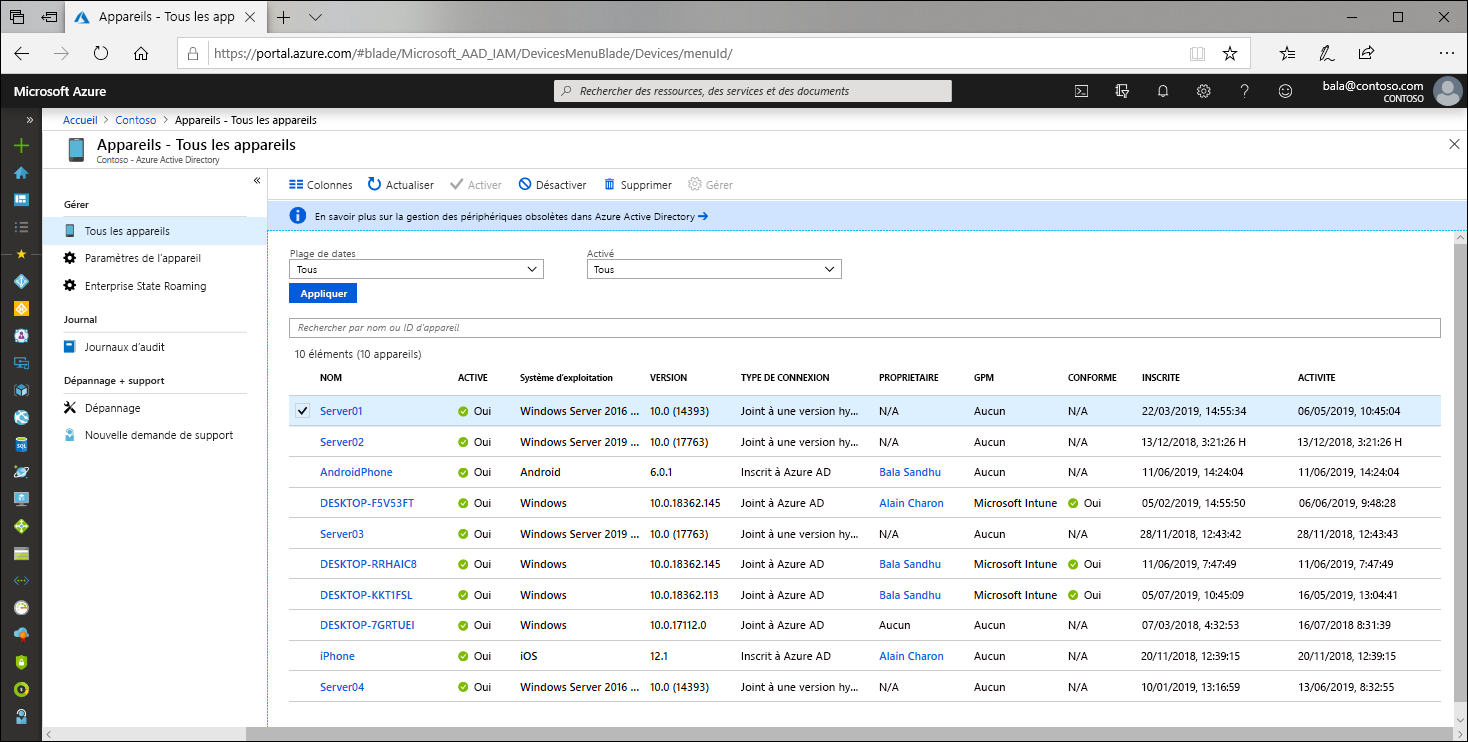 Appareils - Tous les app
https://portal.azure.com/#blade/Microsoft_AAD_IAM/DevicesMenuBlade/Devices/menuId/
Microsoft Azure
Rechercher des ressources, des services et des documents
bala@contoso.com
CONTOSO
Accueil > Contoso > Appareils - Tous les appareils
Appareils - Tous les appareils
Contoso - Azure Active Directory
Gérer
Tous les appareils
Paramètres de l'appareil
Enterprise State Roaming
Journal
Journaux d'audit
Dépannage + support
Dépannage
Nouvelle demande de support
Colonnes Actualiser Activer Désactiver Supprimer Gérer
En savoir plus sur la gestion des périphériques obsolètes dans Azure Active Directory
Plage de dates Activé
Tous Tous
Appliquer
Rechercher par nom ou ID d'appareil
10 éléments (10 appareils)
NOM ACTIVE Système d'exploitation VERSION TYPE DE CONNEXION PROPRIETAIRE GPM CONFORME INSCRITE ACTIVITE
Server01 Oui Windows Server 2016 ... 10.0 (14393) Joint à une version hy... N/A Aucun N/A 22/03/2019, 14:55:34 06/05/2019, 10:45:04
Server02 Oui Windows Server 2019 ... 10.0 (17763) Joint à une version hy... N/A Aucun N/A 13/12/2018, 3:21:26 H 13/12/2018, 3:21:26 H
AndroidPhone Oui Android 6.0.1 Inscrit à Azure AD Bala Sandhu Aucun N/A 11/06/2019, 14:24:04 11/06/2019, 14:24:04
DESKTOP-F5V53FT Oui Windows 10.0.18362.145 Joint à Azure AD Alain Charon Microsoft Intune Oui 05/02/2019, 14:55:50 06/06/2019, 9:48:28
Server03 Oui Windows Server 2019 ... 10.0 (17763) Joint à une version hy... N/A Aucun N/A 28/11/2018, 12:43:42 28/11/2018, 12:43:43
DESKTOP-RRHAIC8 Oui Windows 10.0.18362.145 Joint à Azure AD Bala Sandhu Microsoft Intune Oui 11/06/2019, 7:47:49 11/06/2019, 7:47:49
DESKTOP-KKT1FSL Oui Windows 10.0.18362.113 Joint à Azure AD Bala Sandhu Microsoft Intune Oui 05/07/2019, 10:45:09 16/05/2019, 13:04:41
DESKTOP-7GRTUEI Oui Windows 10.0.17112.0 Joint à Azure AD Aucun Aucun N/A 07/03/2018, 4:32:53 16/07/2018 8:31:39
iPhone Oui iOS 12.1 Inscrit à Azure AD Alain Charon Aucun N/A 20/11/2018, 12:39:15 20/11/2018, 12:39:15
Server04 Oui Windows Server 2016 ... 10.0 (14393) Joint à une version hy... N/A Aucun N/A 10/01/2019, 13:16:59 13/06/2019, 8:32:55